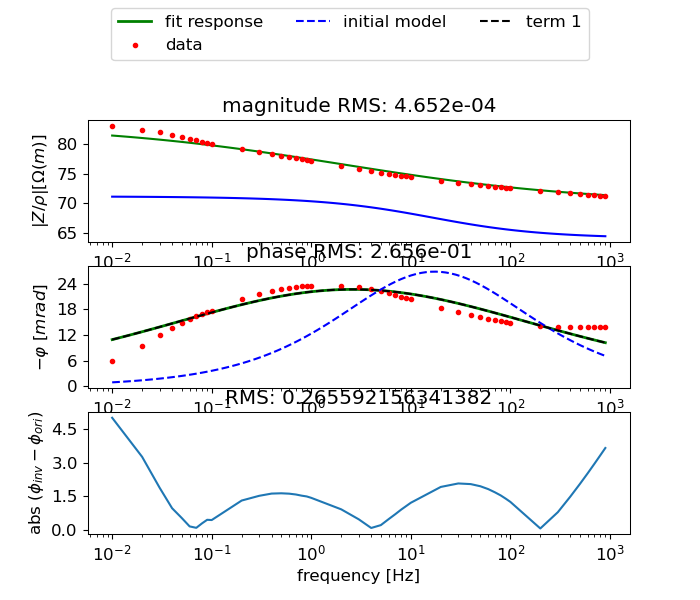 fit response initial model term 1
data
magnitude RMS: 4.652e-04
80
75
70
65
|Z/ρ|[Ω(m)]
10⁻² 10⁻¹ 10⁰ 10¹ 10² 10³
phase RMS: 2.656e-01
24
18
12
6
0
−φ [mrad]
10⁻² 10⁻¹ 10⁰ 10¹ 10² 10³
RMS: 0.265592156341382
4.5
3.0
1.5
0.0
abs (ϕ_inv − ϕ_ori)
10⁻² 10⁻¹ 10⁰ 10¹ 10² 10³
frequency [Hz]